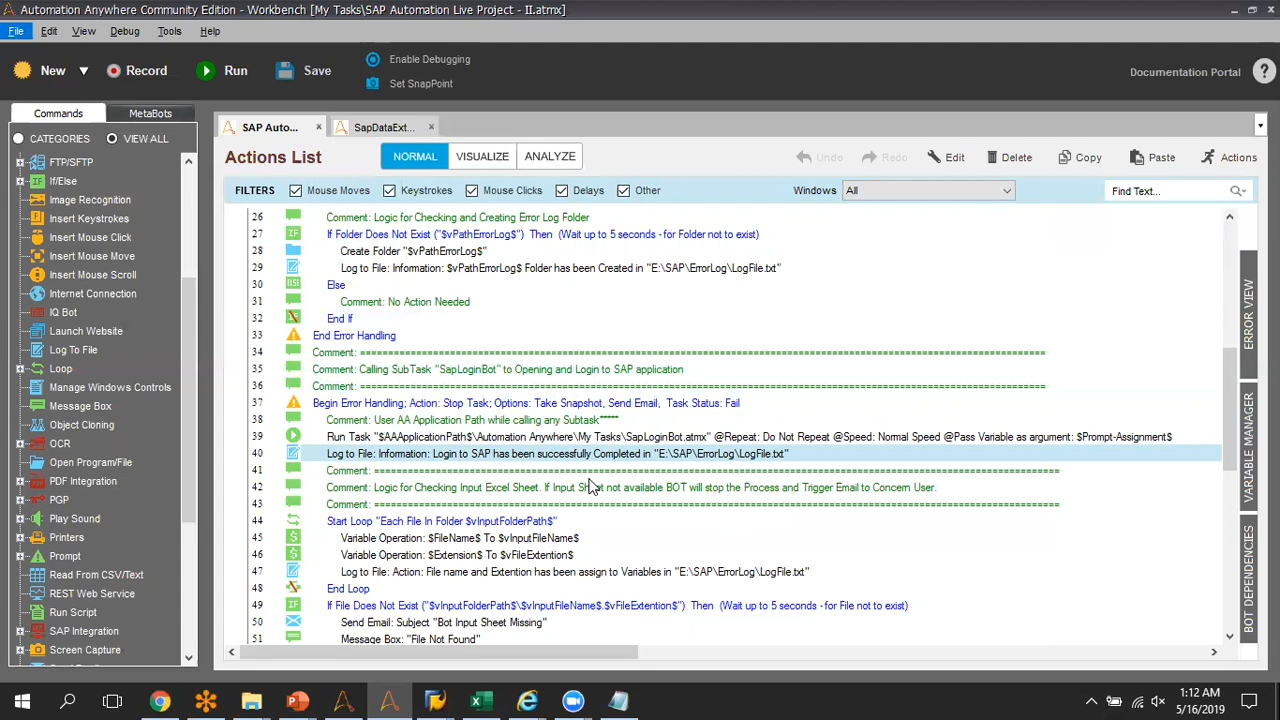 Automation Anywhere Community Edition - Workbench [My Tasks\SAP Automation Live Project - II.atmx]
File Edit View Debug Tools Help
New Record Run Save
Enable Debugging
Set SnapPoint
Documentation Portal ?
Commands MetaBots
CATEGORIES VIEW ALL
FTP/SFTP
If/Else
Image Recognition
Insert Keystrokes
Insert Mouse Click
Insert Mouse Move
Insert Mouse Scroll
Internet Connection
IQ Bot
Launch Website
Log To File
Loop
Manage Windows Controls
Message Box
Object Cloning
OCR
Open Program/File
PDF Integration
PGP
Play Sound
Printers
Prompt
Read From CSV/Text
REST Web Service
Run Script
SAP Integration
Screen Capture
SAP Auto... × SapDataExt... ×
Actions List NORMAL VISUALIZE ANALYZE Undo Redo Edit Delete Copy Paste Actions
FILTERS Mouse Moves Keystrokes Mouse Clicks Delays Other Windows All Find Text...
26 Comment: Logic for Checking and Creating Error Log Folder
27 IF If Folder Does Not Exist ("$vPathErrorLog$") Then (Wait up to 5 seconds - for Folder not to exist)
28 Create Folder "$vPathErrorLog$"
29 Log to File: Information: $vPathErrorLog$ Folder has been Created in "E:\SAP\ErrorLog\LogFile.txt"
30 Else
31 Comment: No Action Needed
32 End If
33 End Error Handling
34 Comment: ==================================================================================================
35 Comment: Calling SubTask "SapLoginBot" to Opening and Login to SAP application
36 Comment: ==================================================================================================
37 Begin Error Handling; Action: Stop Task; Options: Take Snapshot, Send Email, Task Status: Fail
38 Comment: User AA Application Path while calling any Subtask*****
39 Run Task "$AAApplicationPath$\Automation Anywhere\My Tasks\SapLoginBot.atmx" @Repeat: Do Not Repeat @Speed: Normal Speed @Pass Variable as argument: $Prompt-Assignment$
40 Log to File: Information: Login to SAP has been successfully Completed in "E:\SAP\ErrorLog\LogFile.txt"
41 Comment: ==================================================================================================
42 Comment: Logic for Checking Input Excel Sheet. If Input Sheet not available BOT will stop the Process and Trigger Email to Concern User.
43 Comment: ==================================================================================================
44 Start Loop "Each File In Folder $vInputFolderPath$"
45 Variable Operation: $FileName$ To $vInputFileName$
46 Variable Operation: $Extension$ To $vFileExtention$
47 Log to File: Action: File name and Extention has been assign to Variables in "E:\SAP\ErrorLog\LogFile.txt"
48 End Loop
49 IF If File Does Not Exist ("$vInputFolderPath$\$vInputFileName$.$vFileExtention$") Then (Wait up to 5 seconds - for File not to exist)
50 Send Email: Subject "Bot Input Sheet Missing"
51 Message Box: "File Not Found"
ERROR VIEW
VARIABLE MANAGER
BOT DEPENDENCIES
1:12 AM
5/16/2019